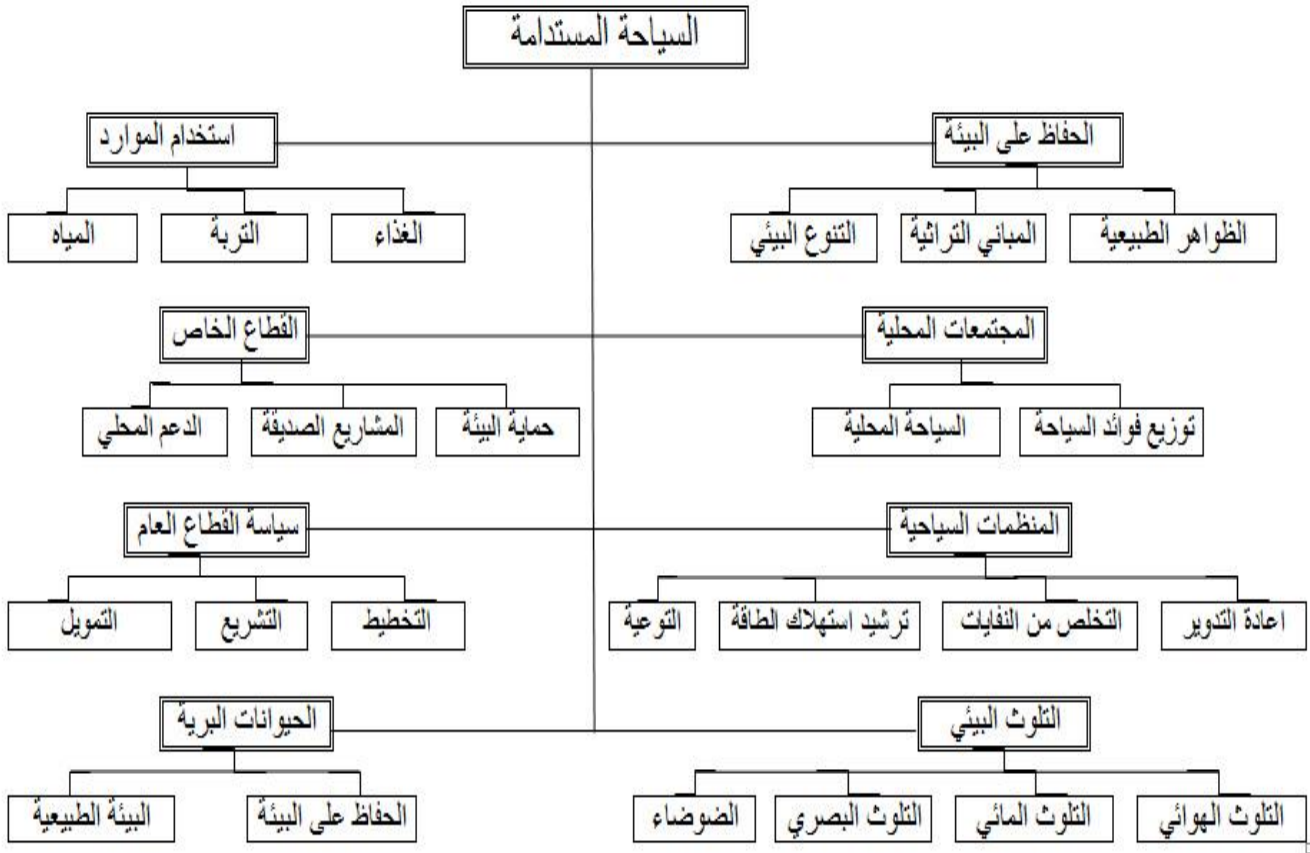 السياحة المستدامة
الحفاظ على البيئة
استخدام الموارد
الظواهر الطبيعية
المباني التراثية
التنوع البيئي
الغذاء
التربة
المياه
المجتمعات المحلية
القطاع الخاص
توزيع فوائد السياحة
السياحة المحلية
حماية البيئة
المشاريع الصديقة
الدعم المحلي
المنظمات السياحية
سياسة القطاع العام
اعادة التدوير
التخلص من النفايات
ترشيد استهلاك الطاقة
التوعية
التخطيط
التشريع
التمويل
التلوث البيئي
الحيوانات البرية
التلوث الهوائي
التلوث المائي
التلوث البصري
الضوضاء
الحفاظ على البيئة
البيئة الطبيعية